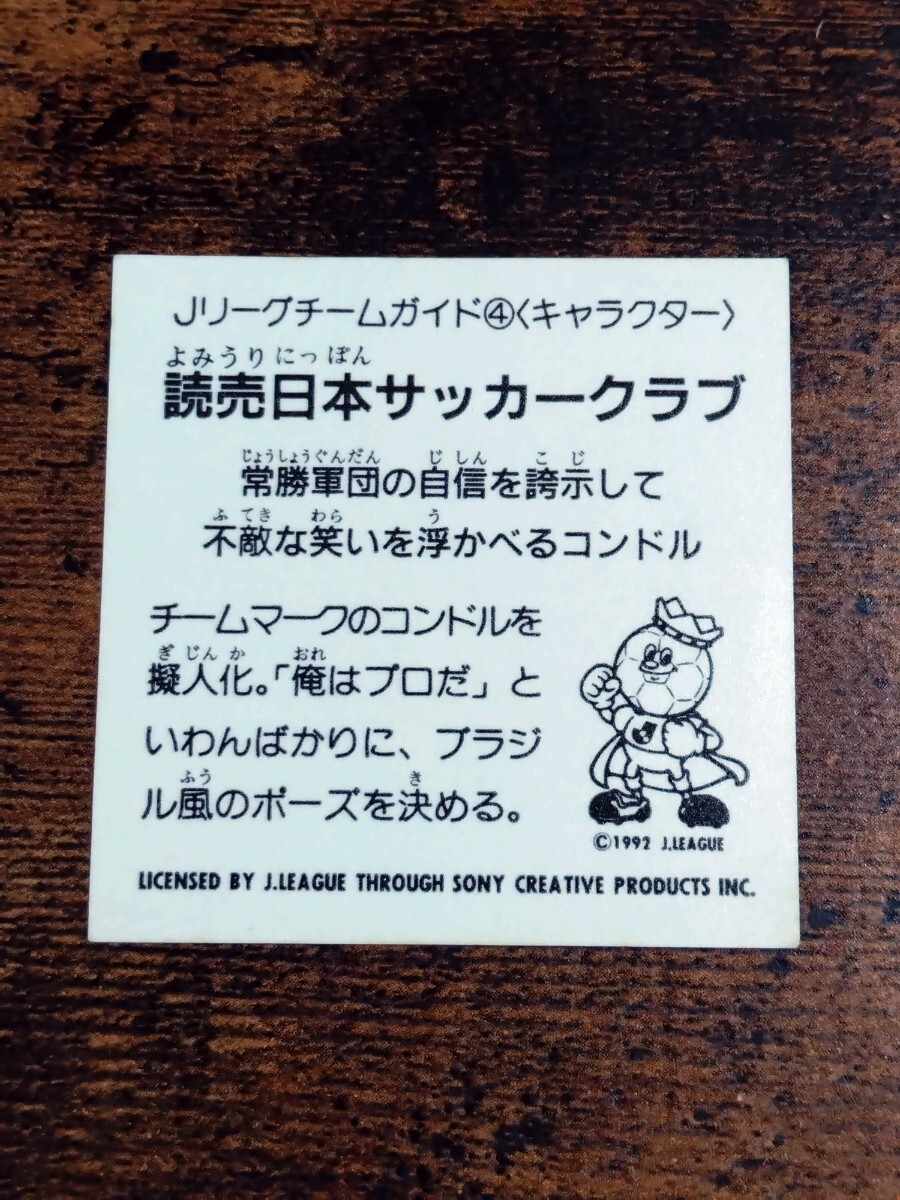 Jリーグチームガイド④〈キャラクター〉
よみうりにっぽん
読売日本サッカークラブ
じょうしょうぐんだん じしん こじ
常勝軍団の自信を誇示して
ふてき わら う
不敵な笑いを浮かべるコンドル
チームマークのコンドルを
ぎじんか おれ
擬人化。「俺はプロだ」と
いわんばかりに、ブラジ
ふう き
ル風のポーズを決める。
©1992 J.LEAGUE
LICENSED BY J.LEAGUE THROUGH SONY CREATIVE PRODUCTS INC.